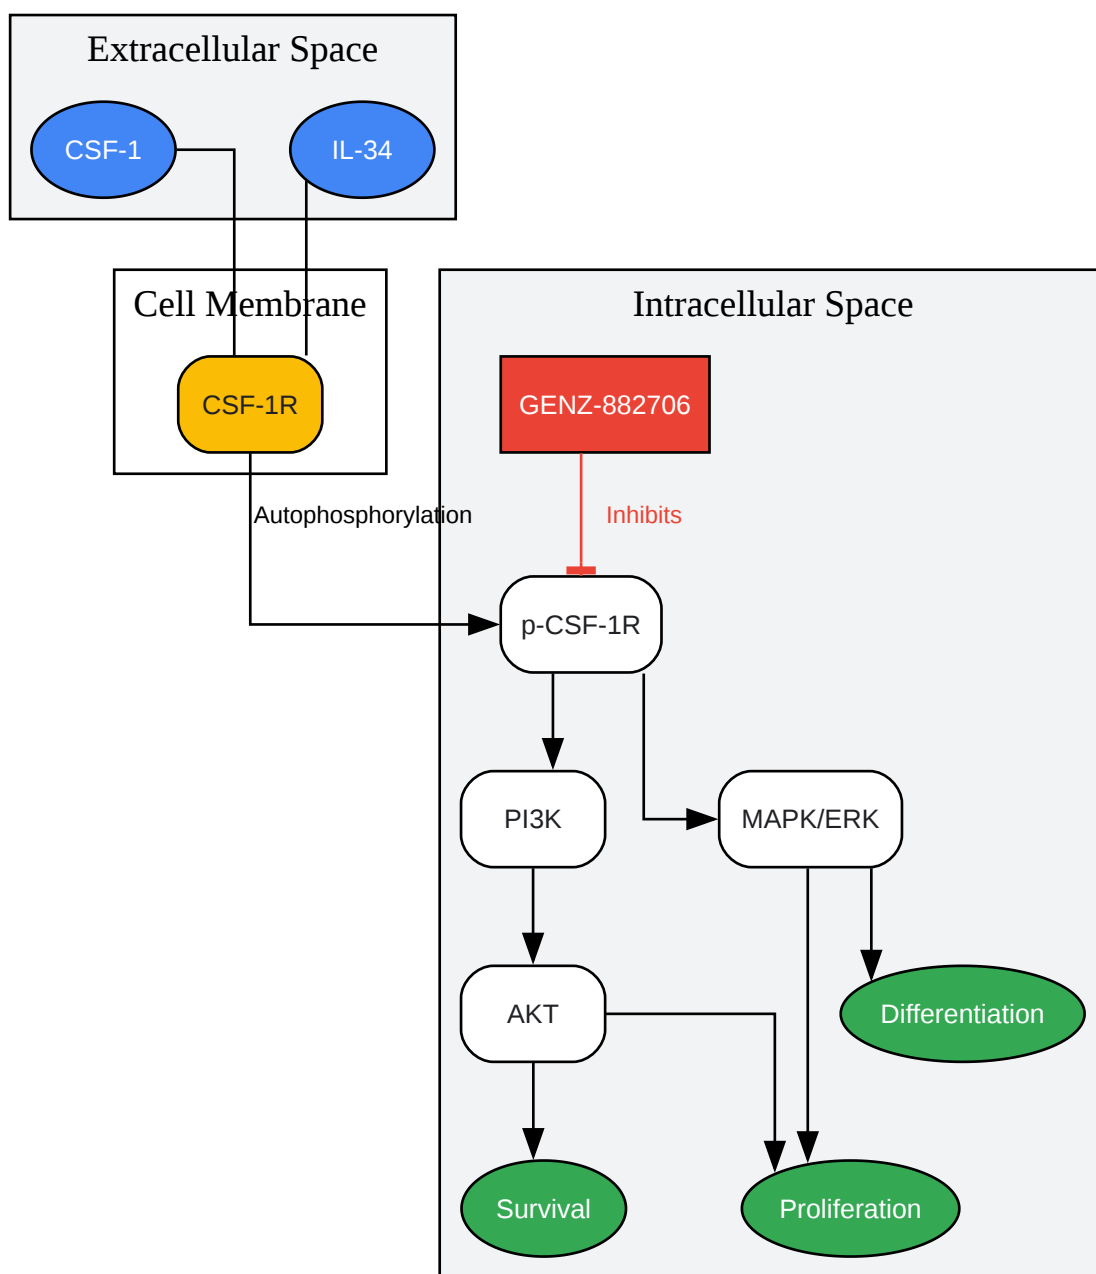 Extracellular Space
CSF-1
IL-34
Cell Membrane
Intracellular Space
CSF-1R
GENZ-882706
Autophosphorylation
Inhibits
p-CSF-1R
PI3K
MAPK/ERK
AKT
Differentiation
Survival
Proliferation